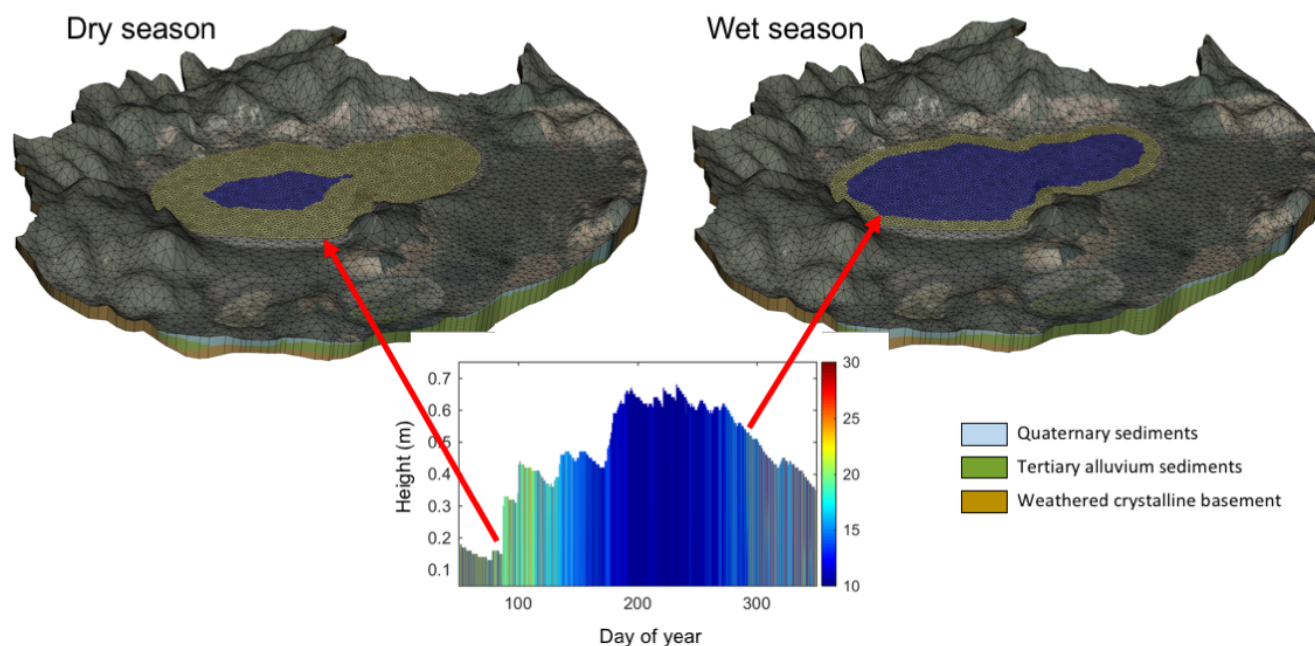 Dry season
Wet season
0.7
0.6
0.5
0.4
0.3
0.2
0.1
Height (m)
100
200
300
Day of year
30
25
20
15
10
Quaternary sediments
Tertiary alluvium sediments
Weathered crystalline basement